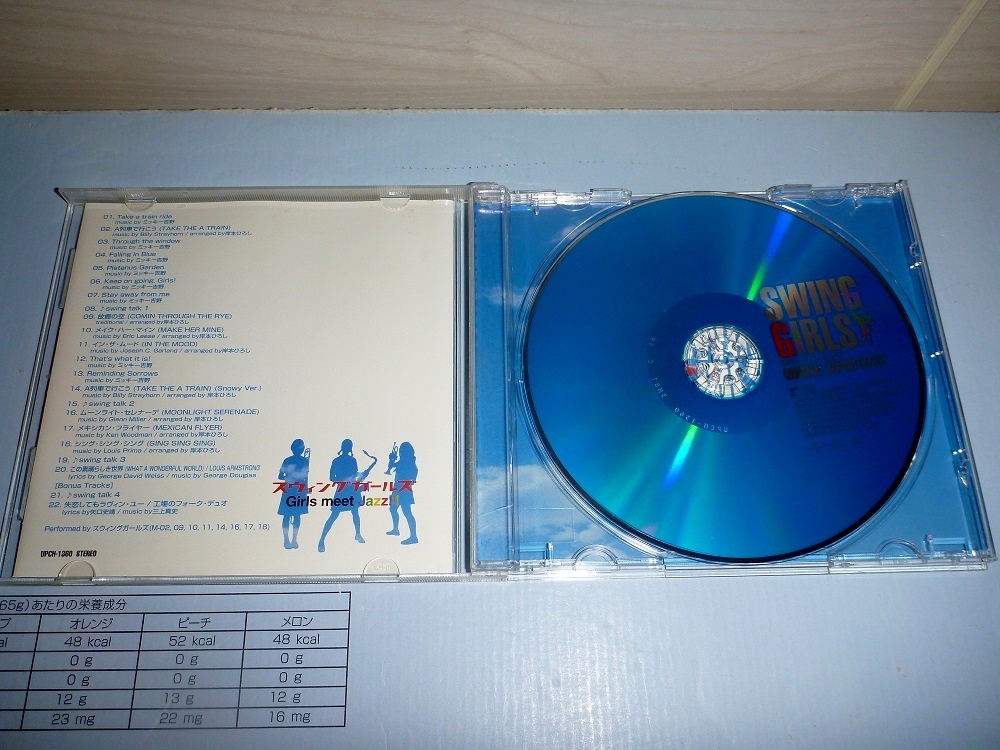 01. Take a train ride
music by ミッキー吉野
02. A列車で行こう (TAKE THE A TRAIN)
music by Billy Strayhorn / arranged by岸本ひろし
03. Through the window
music by ミッキー吉野
04. Falling in Blue
music by ミッキー吉野
05. Platanus Garden
music by ミッキー吉野
06. Keep on going, Girls!
music by ミッキー吉野
07. Stay away from me
music by ミッキー吉野
08. ♪swing talk 1
09. 故郷の空 (COMIN THROUGH THE RYE)
traditional / arranged by岸本ひろし
10. メイク・ハー・マイン (MAKE HER MINE)
music by Eric Leese / arranged by岸本ひろし
11. イン・ザ・ムード (IN THE MOOD)
music by Joseph C. Garland / arranged by岸本ひろし
12. That's what it is!
music by ミッキー吉野
13. Reminding Sorrows
music by ミッキー吉野
14. A列車で行こう (TAKE THE A TRAIN) (Snowy Ver.)
music by Billy Strayhorn / arranged by岸本ひろし
15. ♪swing talk 2
16. ムーンライト・セレナーデ (MOONLIGHT SERENADE)
music by Glenn Miller / arranged by 岸本ひろし
17. メキシカン・フライヤー (MEXICAN FLYER)
music by Ken Woodman / arranged by 岸本ひろし
18. シング・シング・シング (SING SING SING)
music by Louis Prima / arranged by 岸本ひろし
19. ♪swing talk 3
20. この素晴らしき世界 (WHAT A WONDERFUL WORLD) / LOUIS ARMSTRONG
lyrics by George David Weiss / music by George Douglas
[Bonus Tracks]
21. ♪swing talk 4
22. 失恋してもラヴィン・ユー / 工場のフォーク・デュオ
lyrics by矢口史靖 / music by三上真史
Performed by スウィングガールズ(M-02, 09, 10, 11, 14, 16, 17, 18)
UPCH-1360 STEREO
スウィングガールズ
Girls meet Jazz!!
SWING
GIRLS
UPCH-1360
65g)あたりの栄養成分
プ オレンジ ピーチ メロン
al 48 kcal 52 kcal 48 kcal
0 g 0 g 0 g
0 g 0 g 0 g
12 g 13 g 12 g
23 mg 22 mg 16 mg